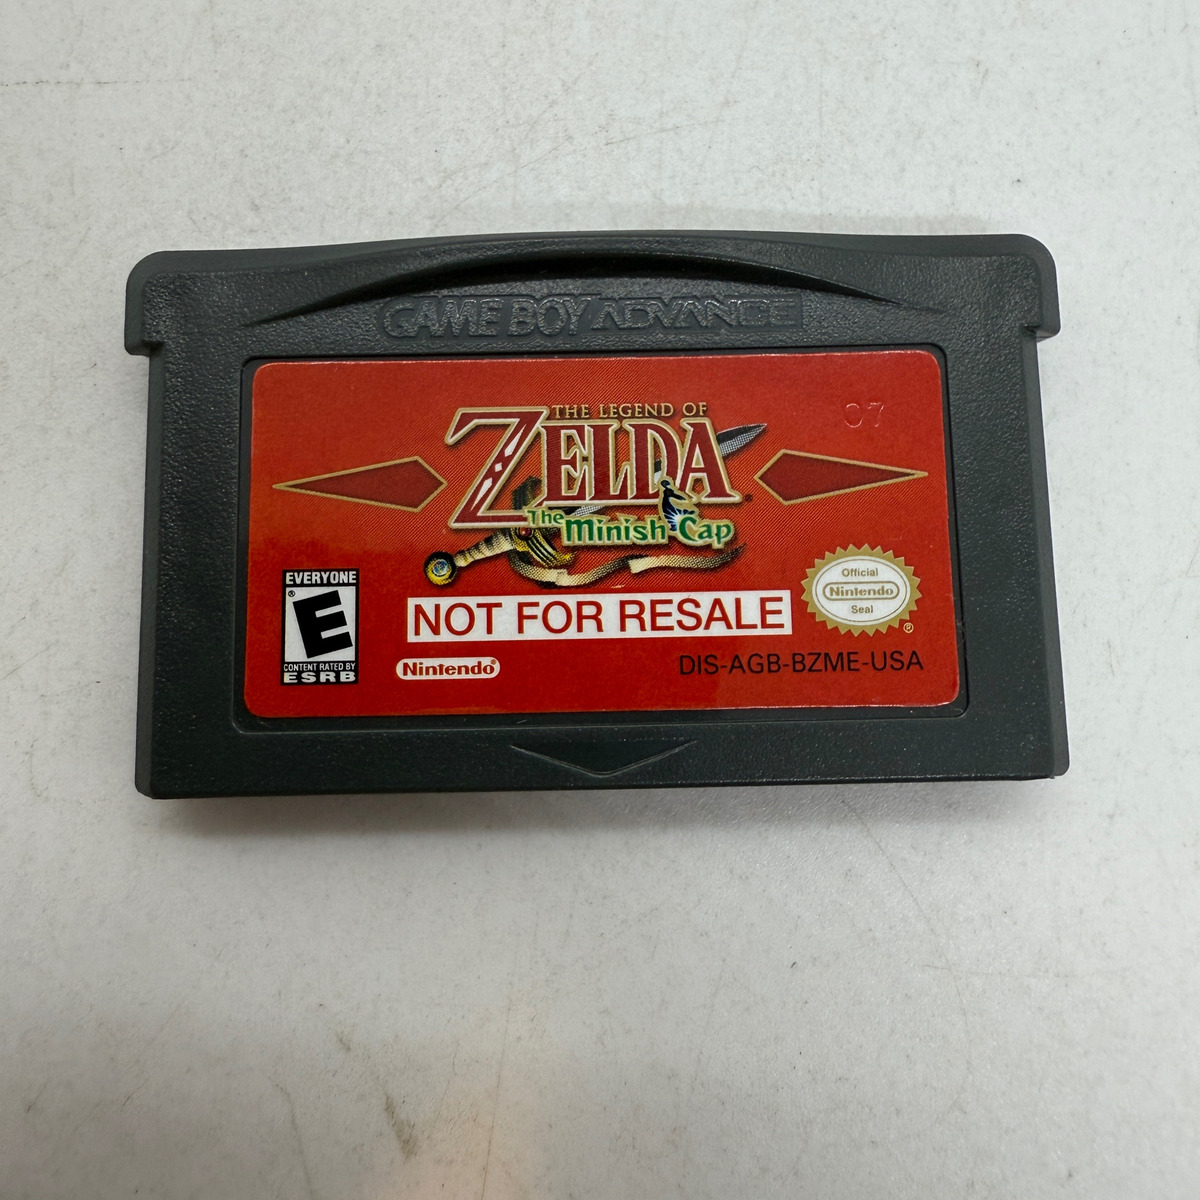 GAME BOY ADVANCE
07
THE LEGEND OF
ZELDA
The Minish Cap
EVERYONE
E
CONTENT RATED BY
ESRB
NOT FOR RESALE
Official
Nintendo
Seal
®
Nintendo®
DIS-AGB-BZME-USA